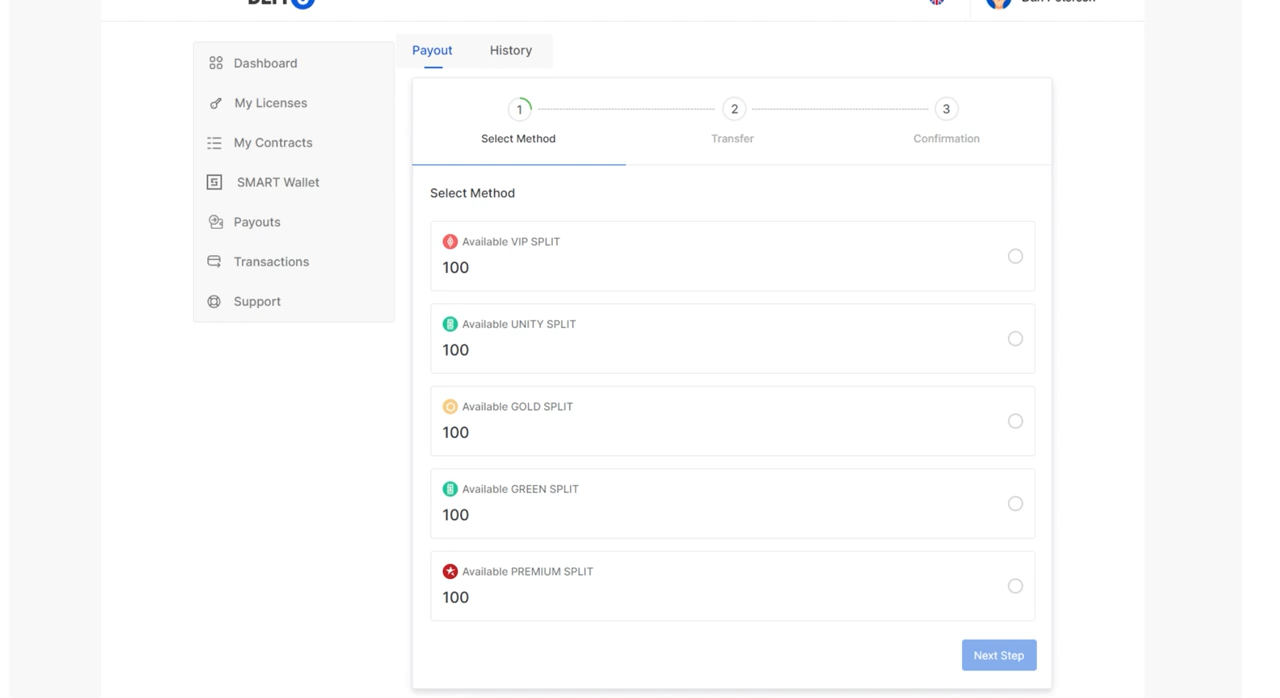 Payout
History
Dashboard
My Licenses
My Contracts
SMART Wallet
Payouts
Transactions
Support
1
2
3
Select Method
Transfer
Confirmation
Select Method
Available VIP SPLIT
100
Available UNITY SPLIT
100
Available GOLD SPLIT
100
Available GREEN SPLIT
100
Available PREMIUM SPLIT
100
Next Step